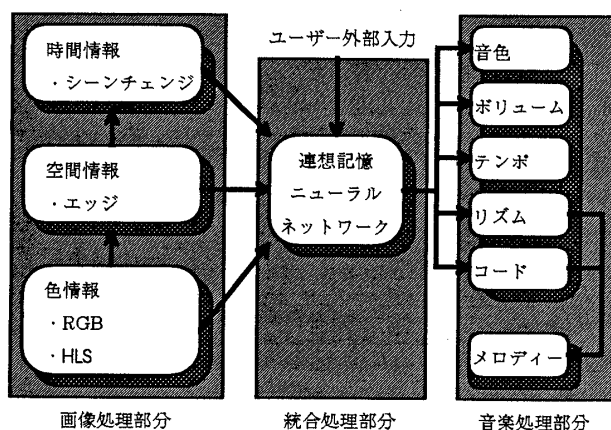 時間情報
・シーンチェンジ
空間情報
・エッジ
色情報
・RGB
・HLS
画像処理部分
ユーザー外部入力
連想記憶
ニューラル
ネットワーク
統合処理部分
音色
ボリューム
テンポ
リズム
コード
メロディー
音楽処理部分